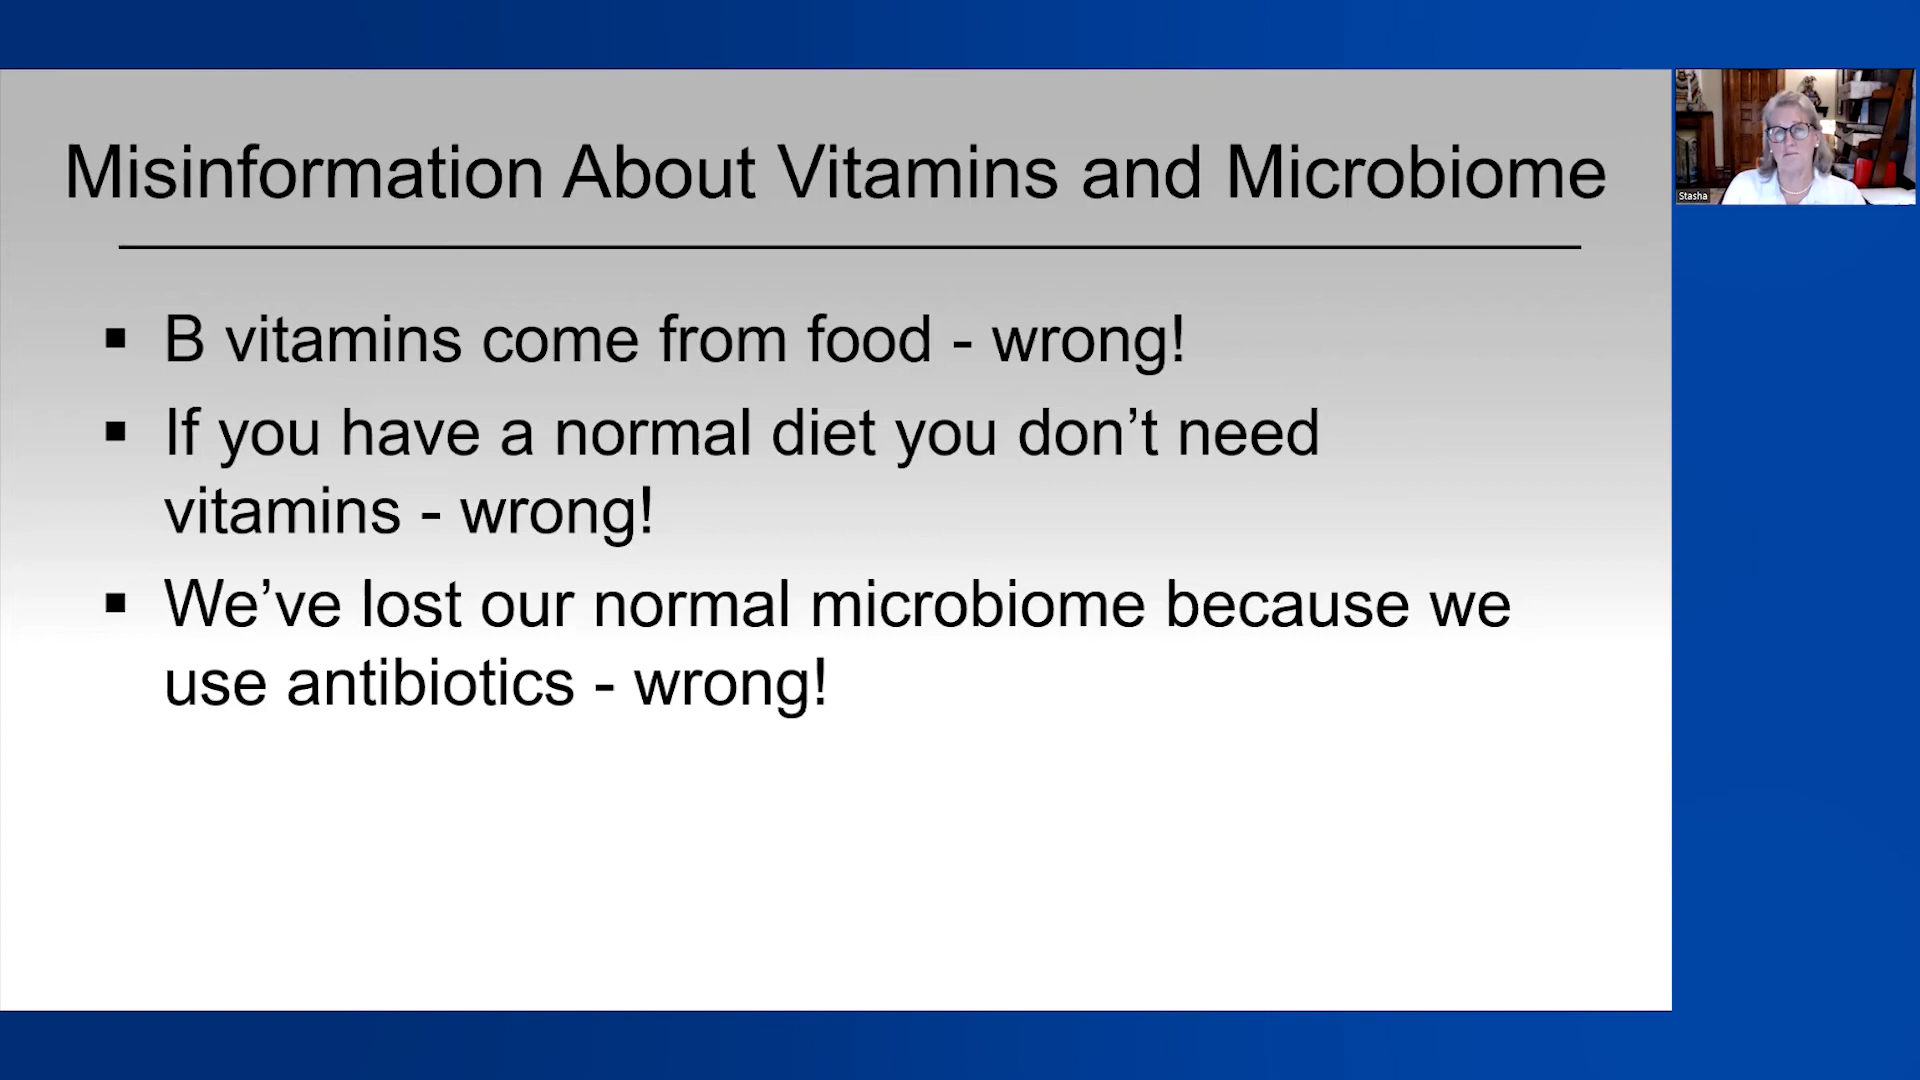 Misinformation About Vitamins and Microbiome
▪ B vitamins come from food - wrong!
▪ If you have a normal diet you don’t need
vitamins - wrong!
▪ We’ve lost our normal microbiome because we
use antibiotics - wrong!
Stasha